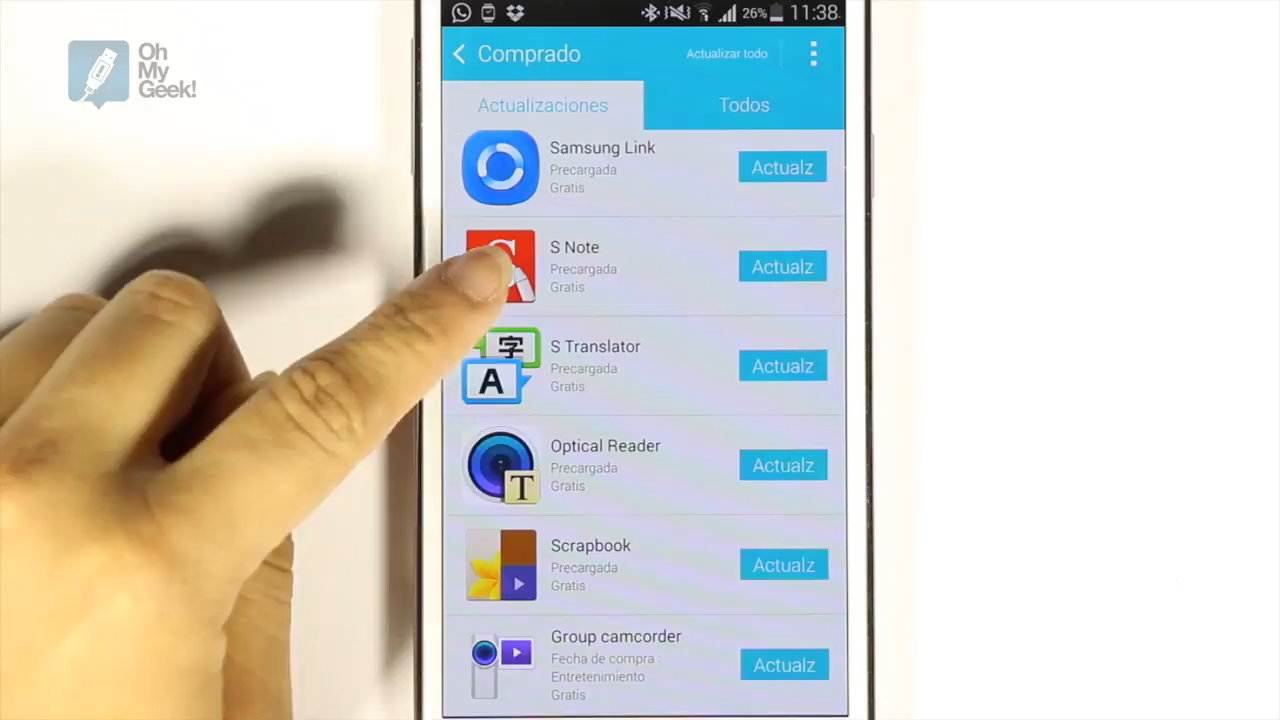 Oh
My
Geek!
26% 11:38
Comprado
Actualizar todo
Actualizaciones
Todos
Samsung Link
Precargada
Gratis
Actualz
S Note
Precargada
Gratis
Actualz
字
A
S Translator
Precargada
Gratis
Actualz
T
Optical Reader
Precargada
Gratis
Actualz
Scrapbook
Precargada
Gratis
Actualz
Group camcorder
Fecha de compra :
Entretenimiento
Gratis
Actualz